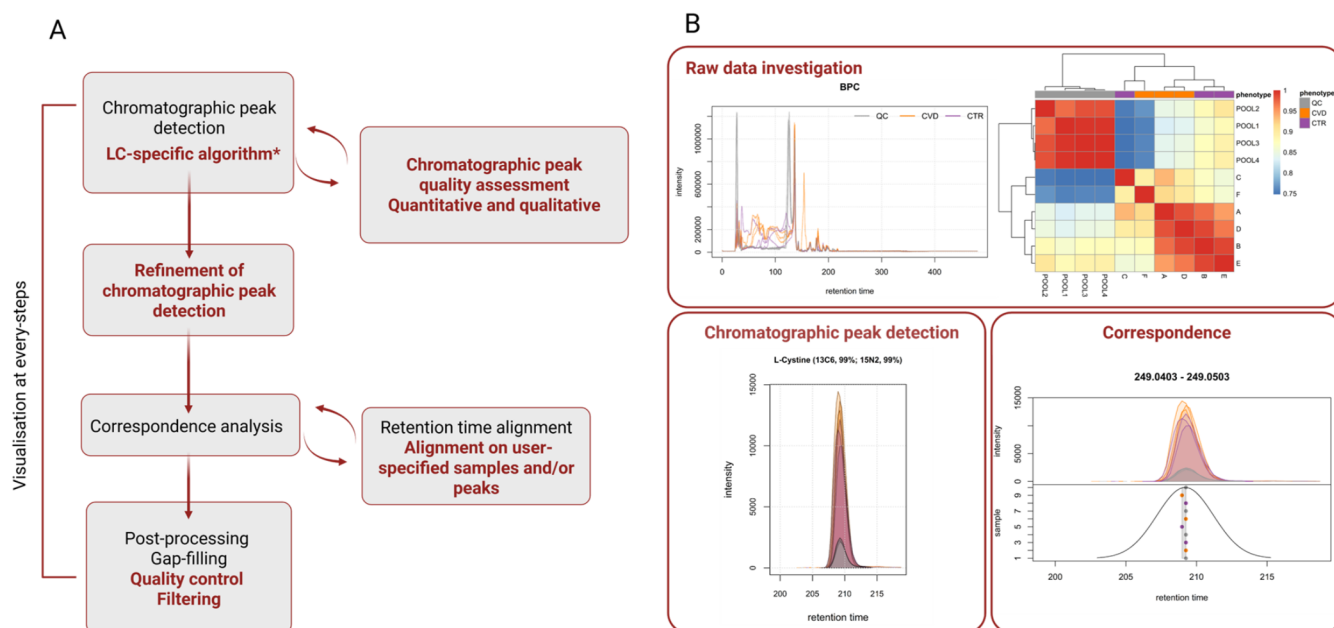 A
Visualisation at every-steps
Chromatographic peak
detection
LC-specific algorithm*
Chromatographic peak
quality assessment
Quantitative and qualitative
Refinement of
chromatographic peak
detection
Correspondence analysis
Retention time alignment
Alignment on user-
specified samples and/or
peaks
Post-processing
Gap-filling
Quality control
Filtering
B
Raw data investigation
BPC
QC CVD CTR
intensity
1000000
800000
600000
400000
200000
0
0 100 200 300 400
retention time
phenotype
POOL2
POOL1
POOL3
POOL4
C
F
A
D
B
E
POOL2 POOL1 POOL3 POOL4 C F A D B E
1
0.95
0.9
0.85
0.8
0.75
phenotype
QC
CVD
CTR
Chromatographic peak detection
L-Cystine (13C6, 99%; 15N2, 99%)
intensity
15000
10000
5000
0
200 205 210 215
retention time
Correspondence
249.0403 - 249.0503
intensity
15000
5000
0
sample
9
7
5
3
1
200 205 210 215
retention time